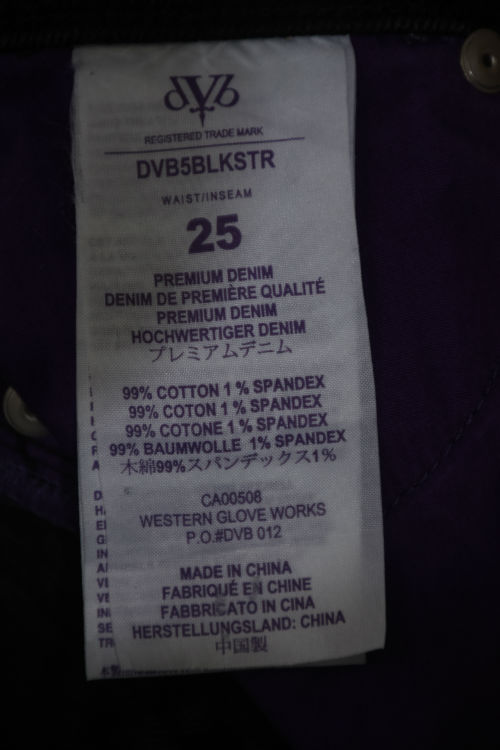 dVb
REGISTERED TRADE MARK
DVB5BLKSTR
WAIST/INSEAM
25
PREMIUM DENIM
DENIM DE PREMIÈRE QUALITÉ
PREMIUM DENIM
HOCHWERTIGER DENIM
プレミアムデニム
99% COTTON 1 % SPANDEX
99% COTON 1 % SPANDEX
99% COTONE 1 % SPANDEX
99% BAUMWOLLE 1% SPANDEX
木綿99%スパンデックス1%
CA00508
WESTERN GLOVE WORKS
P.O.#DVB 012
MADE IN CHINA
FABRIQUÉ EN CHINE
FABBRICATO IN CINA
HERSTELLUNGSLAND: CHINA
中国製